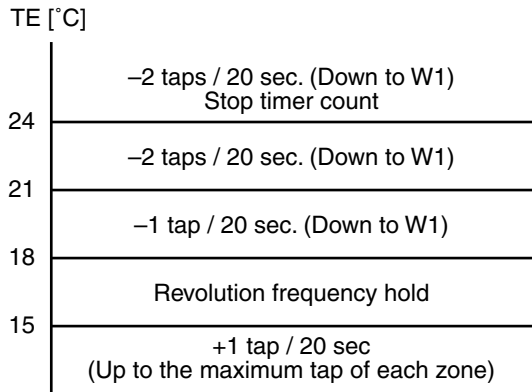 TE [˚C]
–2 taps / 20 sec. (Down to W1)
Stop timer count
24
–2 taps / 20 sec. (Down to W1)
21
–1 tap / 20 sec. (Down to W1)
18
Revolution frequency hold
15
+1 tap / 20 sec
(Up to the maximum tap of each zone)